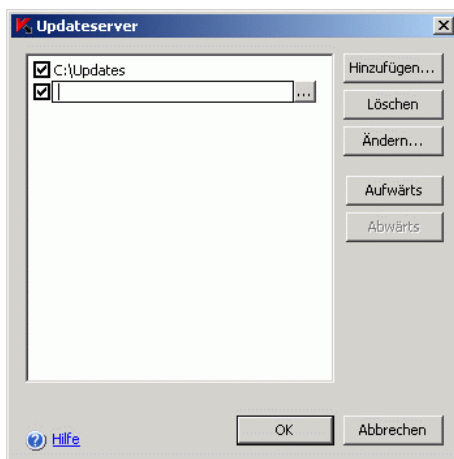 Updateserver
C:\Updates
...
Hinzufügen...
Löschen
Ändern...
Aufwärts
Abwärts
Hilfe
OK
Abbrechen